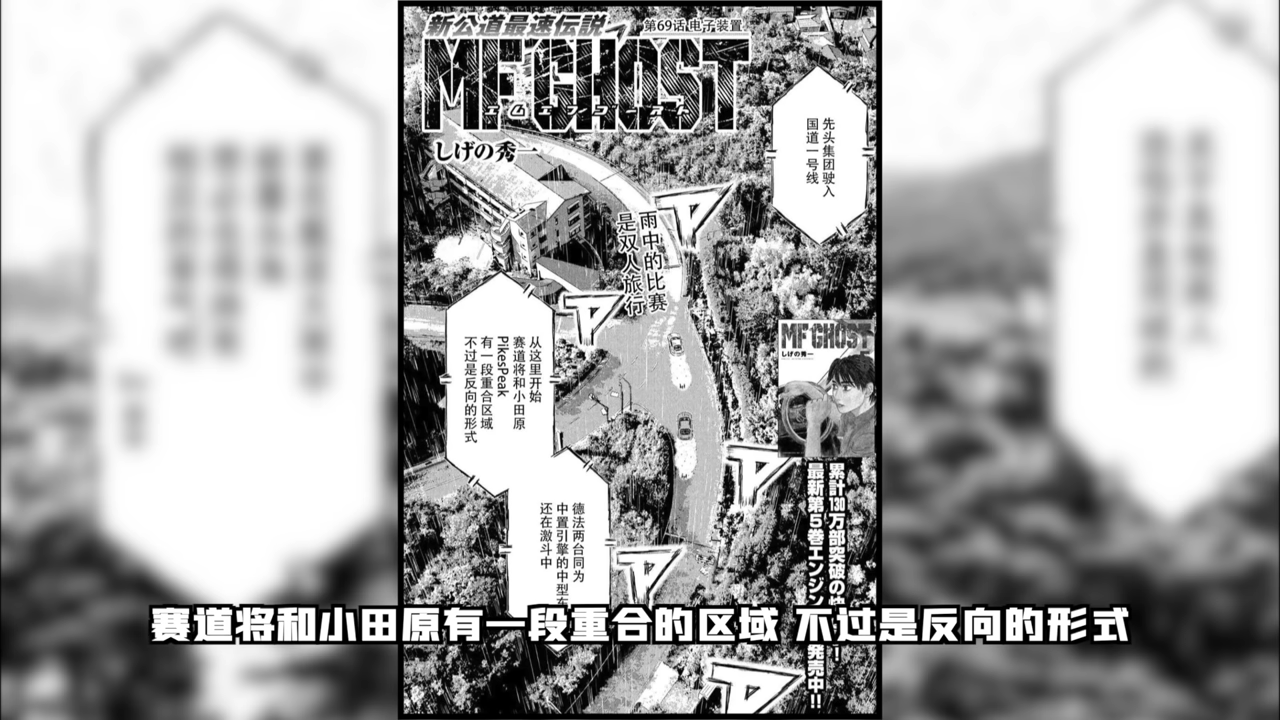 新公道最速伝説
第69话 电子装置
MF GHOST
エムエフゴースト
しげの秀一
先头集团驶入
国道一号线
雨中的比赛
是双人旅行
从这里开始
赛道将和小田原
PikesPeak
有一段重合区域
不过是反向的形式
MF GHOST
しげの秀一
德法两台同为
中置引擎的中型车
还在激斗中
累計130万部突破の
最新第5巻エンジン
発売中!!
赛道将和小田原有一段重合的区域 不过是反向的形式